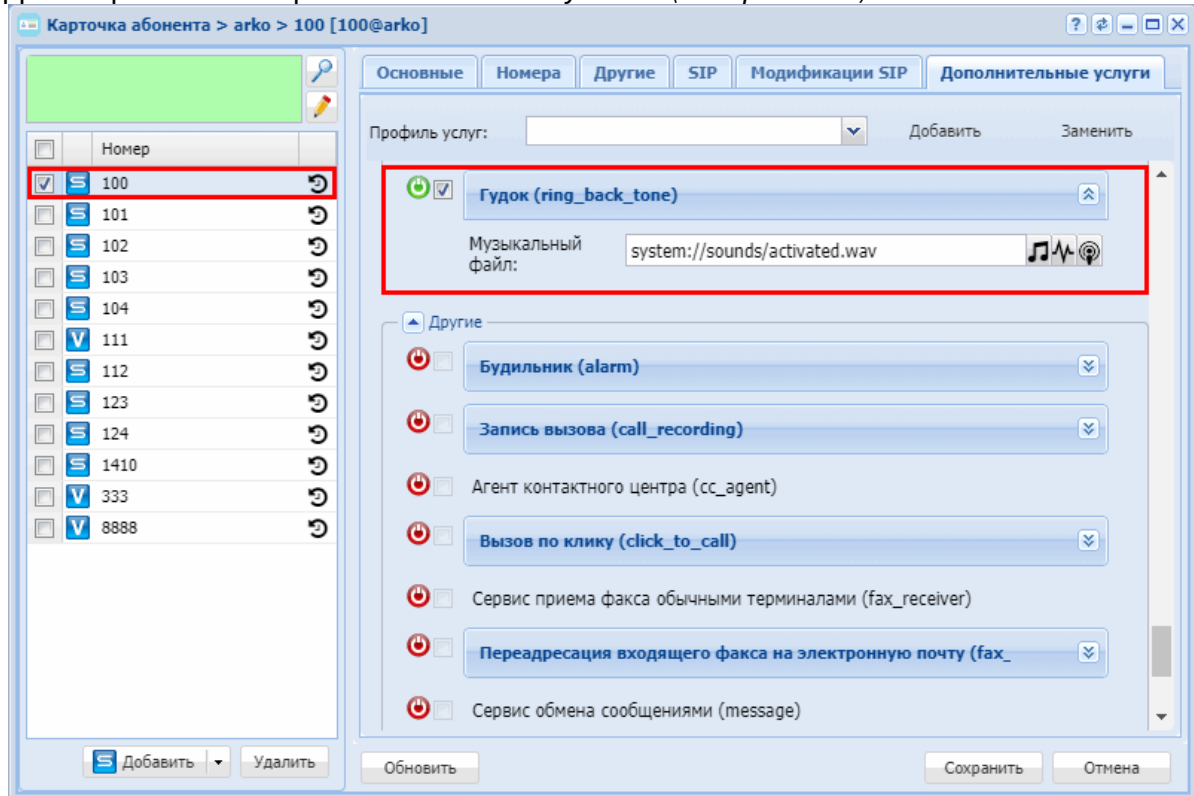 Карточка абонента > arko > 100 [100@arko]
Основные Номера Другие SIP Модификации SIP Дополнительные услуги
Профиль услуг: Добавить Заменить
Номер
100
101
102
103
104
111
112
123
124
1410
333
8888
Гудок (ring_back_tone)
Музыкальный
файл: system://sounds/activated.wav
Другие
Будильник (alarm)
Запись вызова (call_recording)
Агент контактного центра (cc_agent)
Вызов по клику (click_to_call)
Сервис приема факса обычными терминалами (fax_receiver)
Переадресация входящего факса на электронную почту (fax_
Сервис обмена сообщениями (message)
Добавить Удалить
Обновить Сохранить Отмена